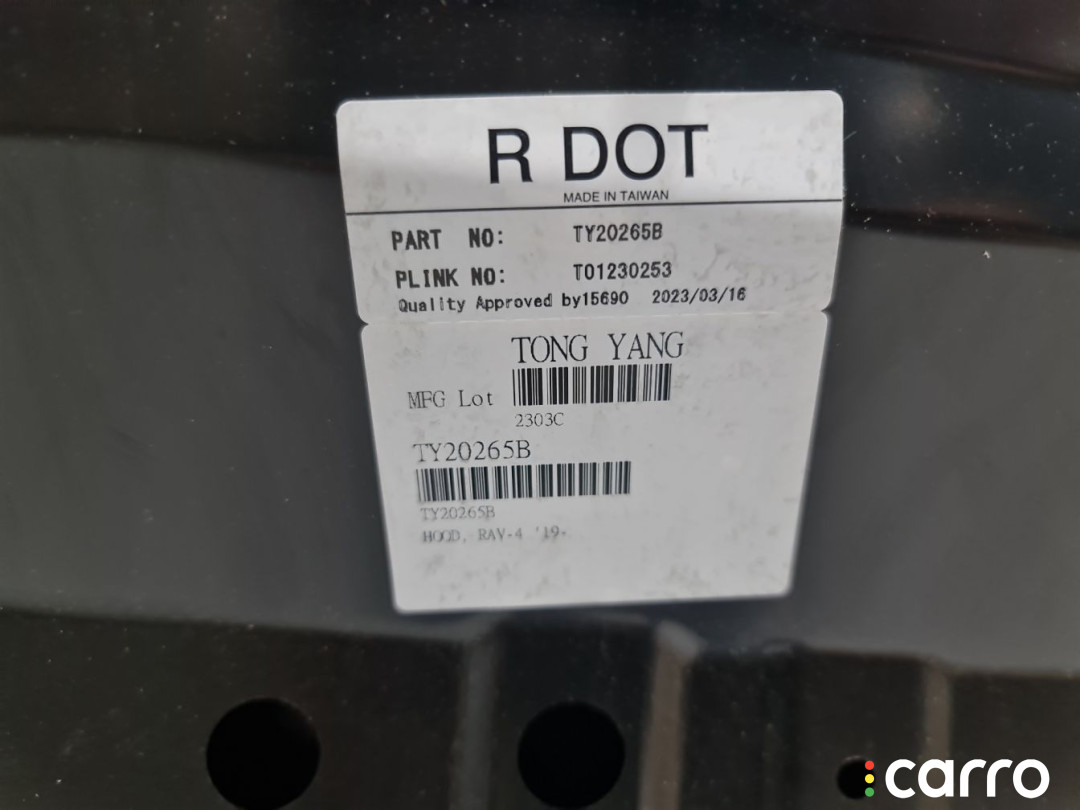 R DOT
MADE IN TAIWAN
PART NO: TY20265B
PLINK NO: T01230253
Quality Approved by15690 2023/03/16
TONG YANG
MFG Lot
2303C
TY20265B
TY20265B
HOOD, RAV-4 '19-
carro